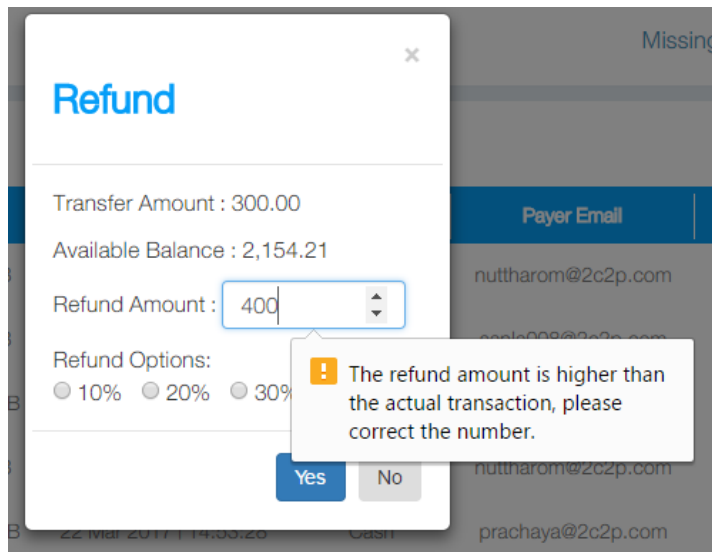 Missing
×
Refund
Transfer Amount : 300.00
Payer Email
Available Balance : 2,154.21
nuttharom@2c2p.com
Refund Amount : 400
Refund Options:
10% 20% 30%
! The refund amount is higher than
the actual transaction, please
correct the number.
B
nuttharom@2c2p.com
Yes No
B 22 Mar 2017 | 14:53:28 Cash prachaya@2c2p.com